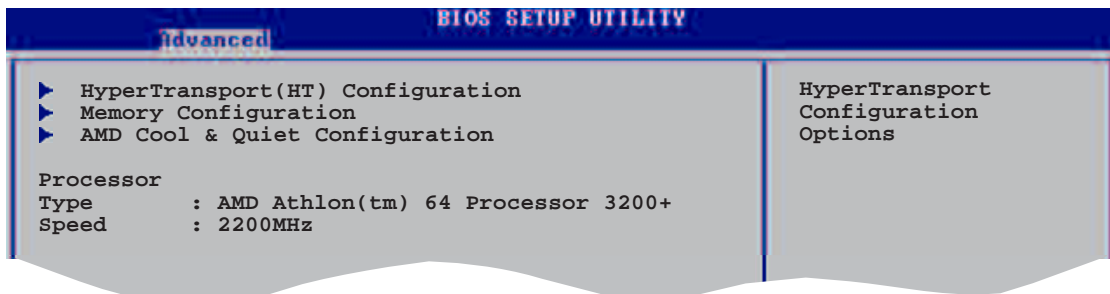 BIOS SETUP UTILITY
Advanced
HyperTransport(HT) Configuration
Memory Configuration
AMD Cool & Quiet Configuration
Processor
Type : AMD Athlon(tm) 64 Processor 3200+
Speed : 2200MHz
HyperTransport
Configuration
Options